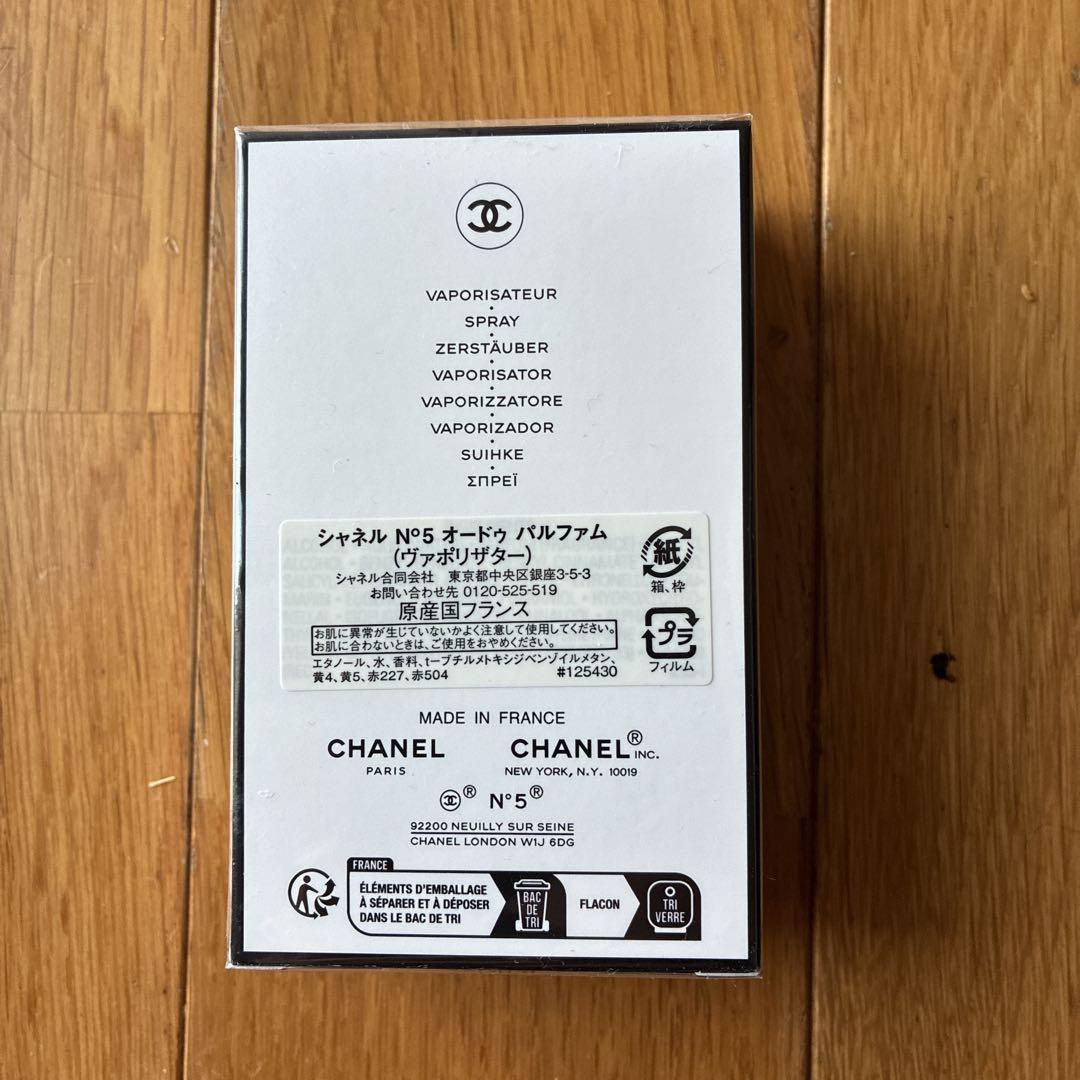 VAPORISATEUR
SPRAY
ZERSTÄUBER
VAPORISATOR
VAPORIZZATORE
VAPORIZADOR
SUIHKE
ΣΠΡΕΪ
シャネル Nº5 オードゥ パルファム
(ヴァポリザター)
シャネル合同会社 東京都中央区銀座3-5-3
お問い合わせ先 0120-525-519
原産国フランス
お肌に異常が生じていないかよく注意して使用してください。
お肌に合わないときは、ご使用をおやめください。
エタノール、水、香料、t-ブチルメトキシジベンゾイルメタン、
黄4、黄5、赤227、赤504 #125430
紙
箱、枠
プラ
フィルム
MADE IN FRANCE
CHANEL CHANEL® INC.
PARIS NEW YORK, N.Y. 10019
® N°5®
92200 NEUILLY SUR SEINE
CHANEL LONDON W1J 6DG
FRANCE
ÉLÉMENTS D'EMBALLAGE
À SÉPARER ET À DÉPOSER
DANS LE BAC DE TRI
BAC
DE
TRI
FLACON
TRI
VERRE